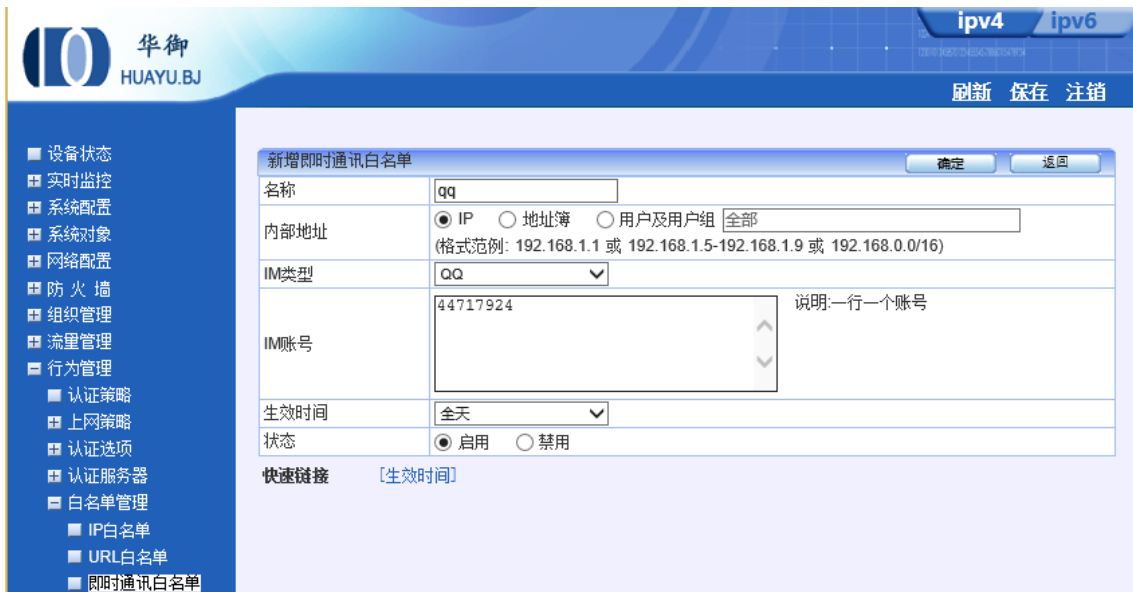 ipv4 ipv6
华御
HUAYU.BJ
刷新 保存 注销
设备状态
实时监控
系统配置
系统对象
网络配置
防 火 墙
组织管理
流量管理
行为管理
认证策略
上网策略
认证选项
认证服务器
白名单管理
IP白名单
URL白名单
即时通讯白名单
新增即时通讯白名单 确定 返回
名称 qq
内部地址 IP 地址簿 用户及用户组 全部
(格式范例: 192.168.1.1 或 192.168.1.5-192.168.1.9 或 192.168.0.0/16)
IM类型 QQ
IM账号 44717924 说明:一行一个账号
生效时间 全天
状态 启用 禁用
快速链接 [生效时间]